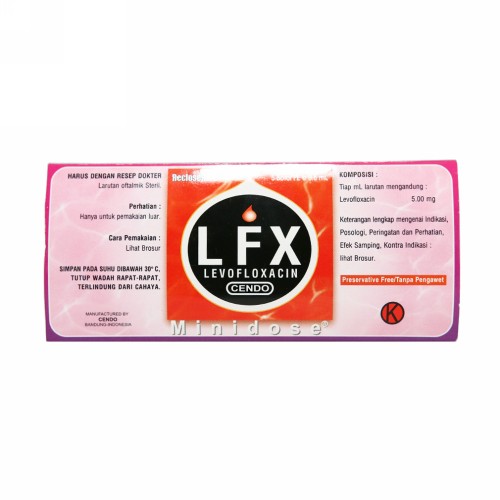 HARUS DENGAN RESEP DOKTER
Larutan oftalmik Steril.
Perhatian :
Hanya untuk pemakaian luar.
Cara Pemakaian :
Lihat Brosur
SIMPAN PADA SUHU DIBAWAH 30° C,
TUTUP WADAH RAPAT-RAPAT,
TERLINDUNG DARI CAHAYA.
MANUFACTURED BY
CENDO
BANDUNG-INDONESIA
LFX
LEVOFLOXACIN
CENDO
Minidose®
KOMPOSISI :
Tiap mL larutan mengandung :
Levofloxacin 5.00 mg
Keterangan lengkap mengenai Indikasi,
Posologi, Peringatan dan Perhatian,
Efek Samping, Kontra Indikasi :
lihat Brosur.
Preservative Free/Tanpa Pengawet
K